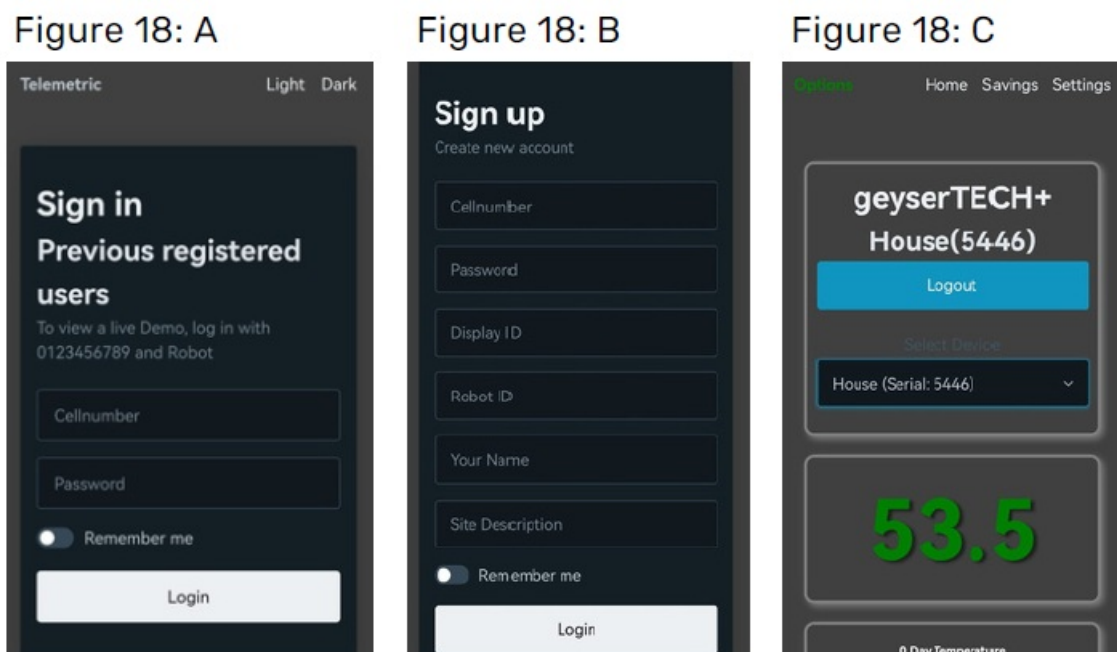 Figure 18: A
Telemetric
Light Dark
Sign in
Previous registered
users
To view a live Demo, log in with
0123456789 and Robot
Cellnumber
Password
Remember me
Login
Figure 18: B
Sign up
Create new account
Cellnumber
Password
Display ID
Robot ID
Your Name
Site Description
Remember me
Login
Figure 18: C
Options
Home Savings Settings
geyserTECH+
House(5446)
Logout
Select Device
House (Serial: 5446)
53.5
0 Day Temperature